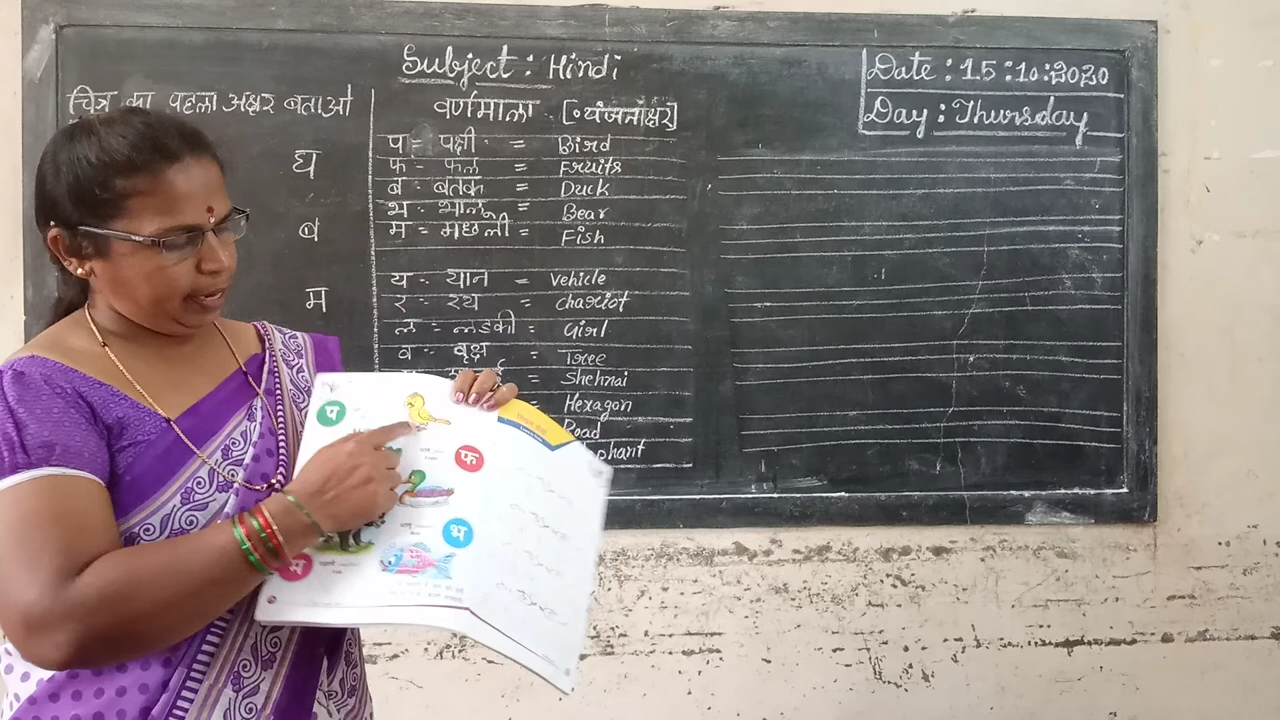 Subject : Hindi
Date : 15 : 10 : 2020
Day : Thursday
चित्र का पहला अक्षर बताओ
घ
ब
म
वर्णमाला [व्यंजनाक्षर]
प = पक्षी = Bird
फ = फल = Fruits
ब = बतक = Duck
भ = भालू = Bear
म = मछली = Fish
य = यान = Vehicle
र = रथ = chariot
ल = लडकी = Girl
व = वृक्ष = Tree
= Shehnai
= Hexagon
Road
phant
प
फ
भ
म